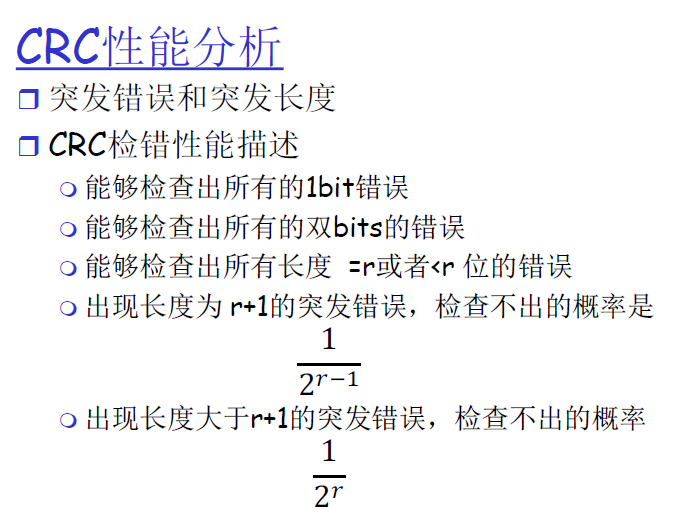 CRC性能分析
突发错误和突发长度
CRC检错性能描述
能够检查出所有的1bit错误
能够检查出所有的双bits的错误
能够检查出所有长度 =r或者<r 位的错误
出现长度为 r+1的突发错误，检查不出的概率是
1
2^{r−1}
出现长度大于r+1的突发错误，检查不出的概率
1
2^r